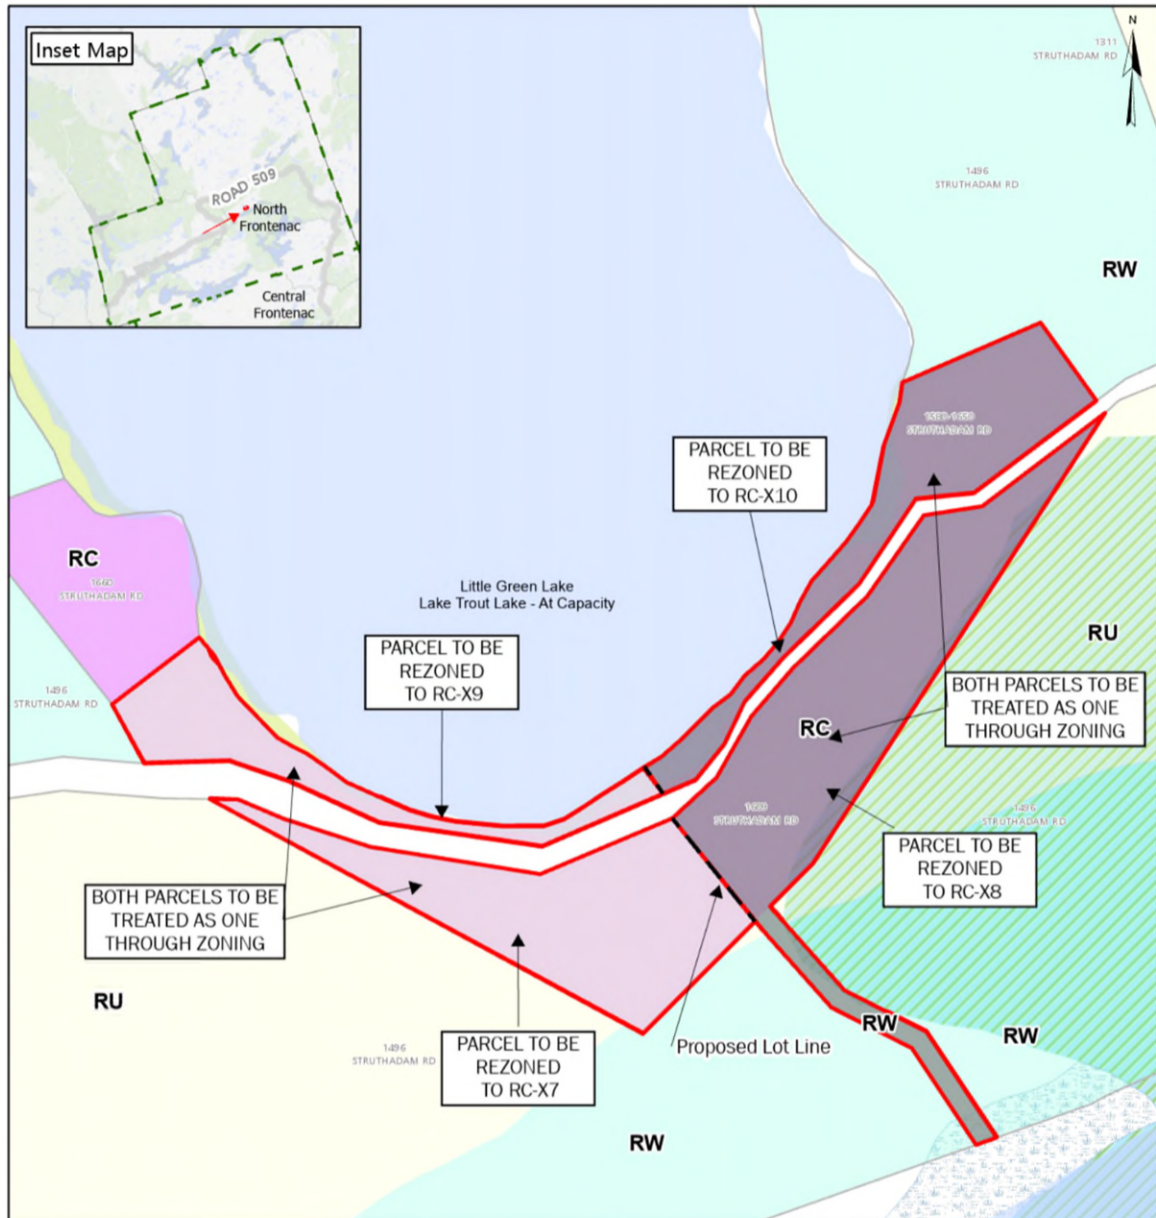 Inset Map
ROAD 509
North
Frontenac
Central
Frontenac
N
1311
STRUTHADAM RD
1496
STRUTHADAM RD
RW
STRUTHADAM RD
PARCEL TO BE
REZONED
TO RC-X10
RC
1660
STRUTHADAM RD
Little Green Lake
Lake Trout Lake - At Capacity
RU
PARCEL TO BE
REZONED
TO RC-X9
1496
STRUTHADAM RD
BOTH PARCELS TO BE
TREATED AS ONE
THROUGH ZONING
RC
STRUTHADAM RD
1496
STRUTHADAM RD
PARCEL TO BE
REZONED
TO RC-X8
BOTH PARCELS TO BE
TREATED AS ONE
THROUGH ZONING
RU
RW
RW
1496
STRUTHADAM RD
PARCEL TO BE
REZONED
TO RC-X7
Proposed Lot Line
RW